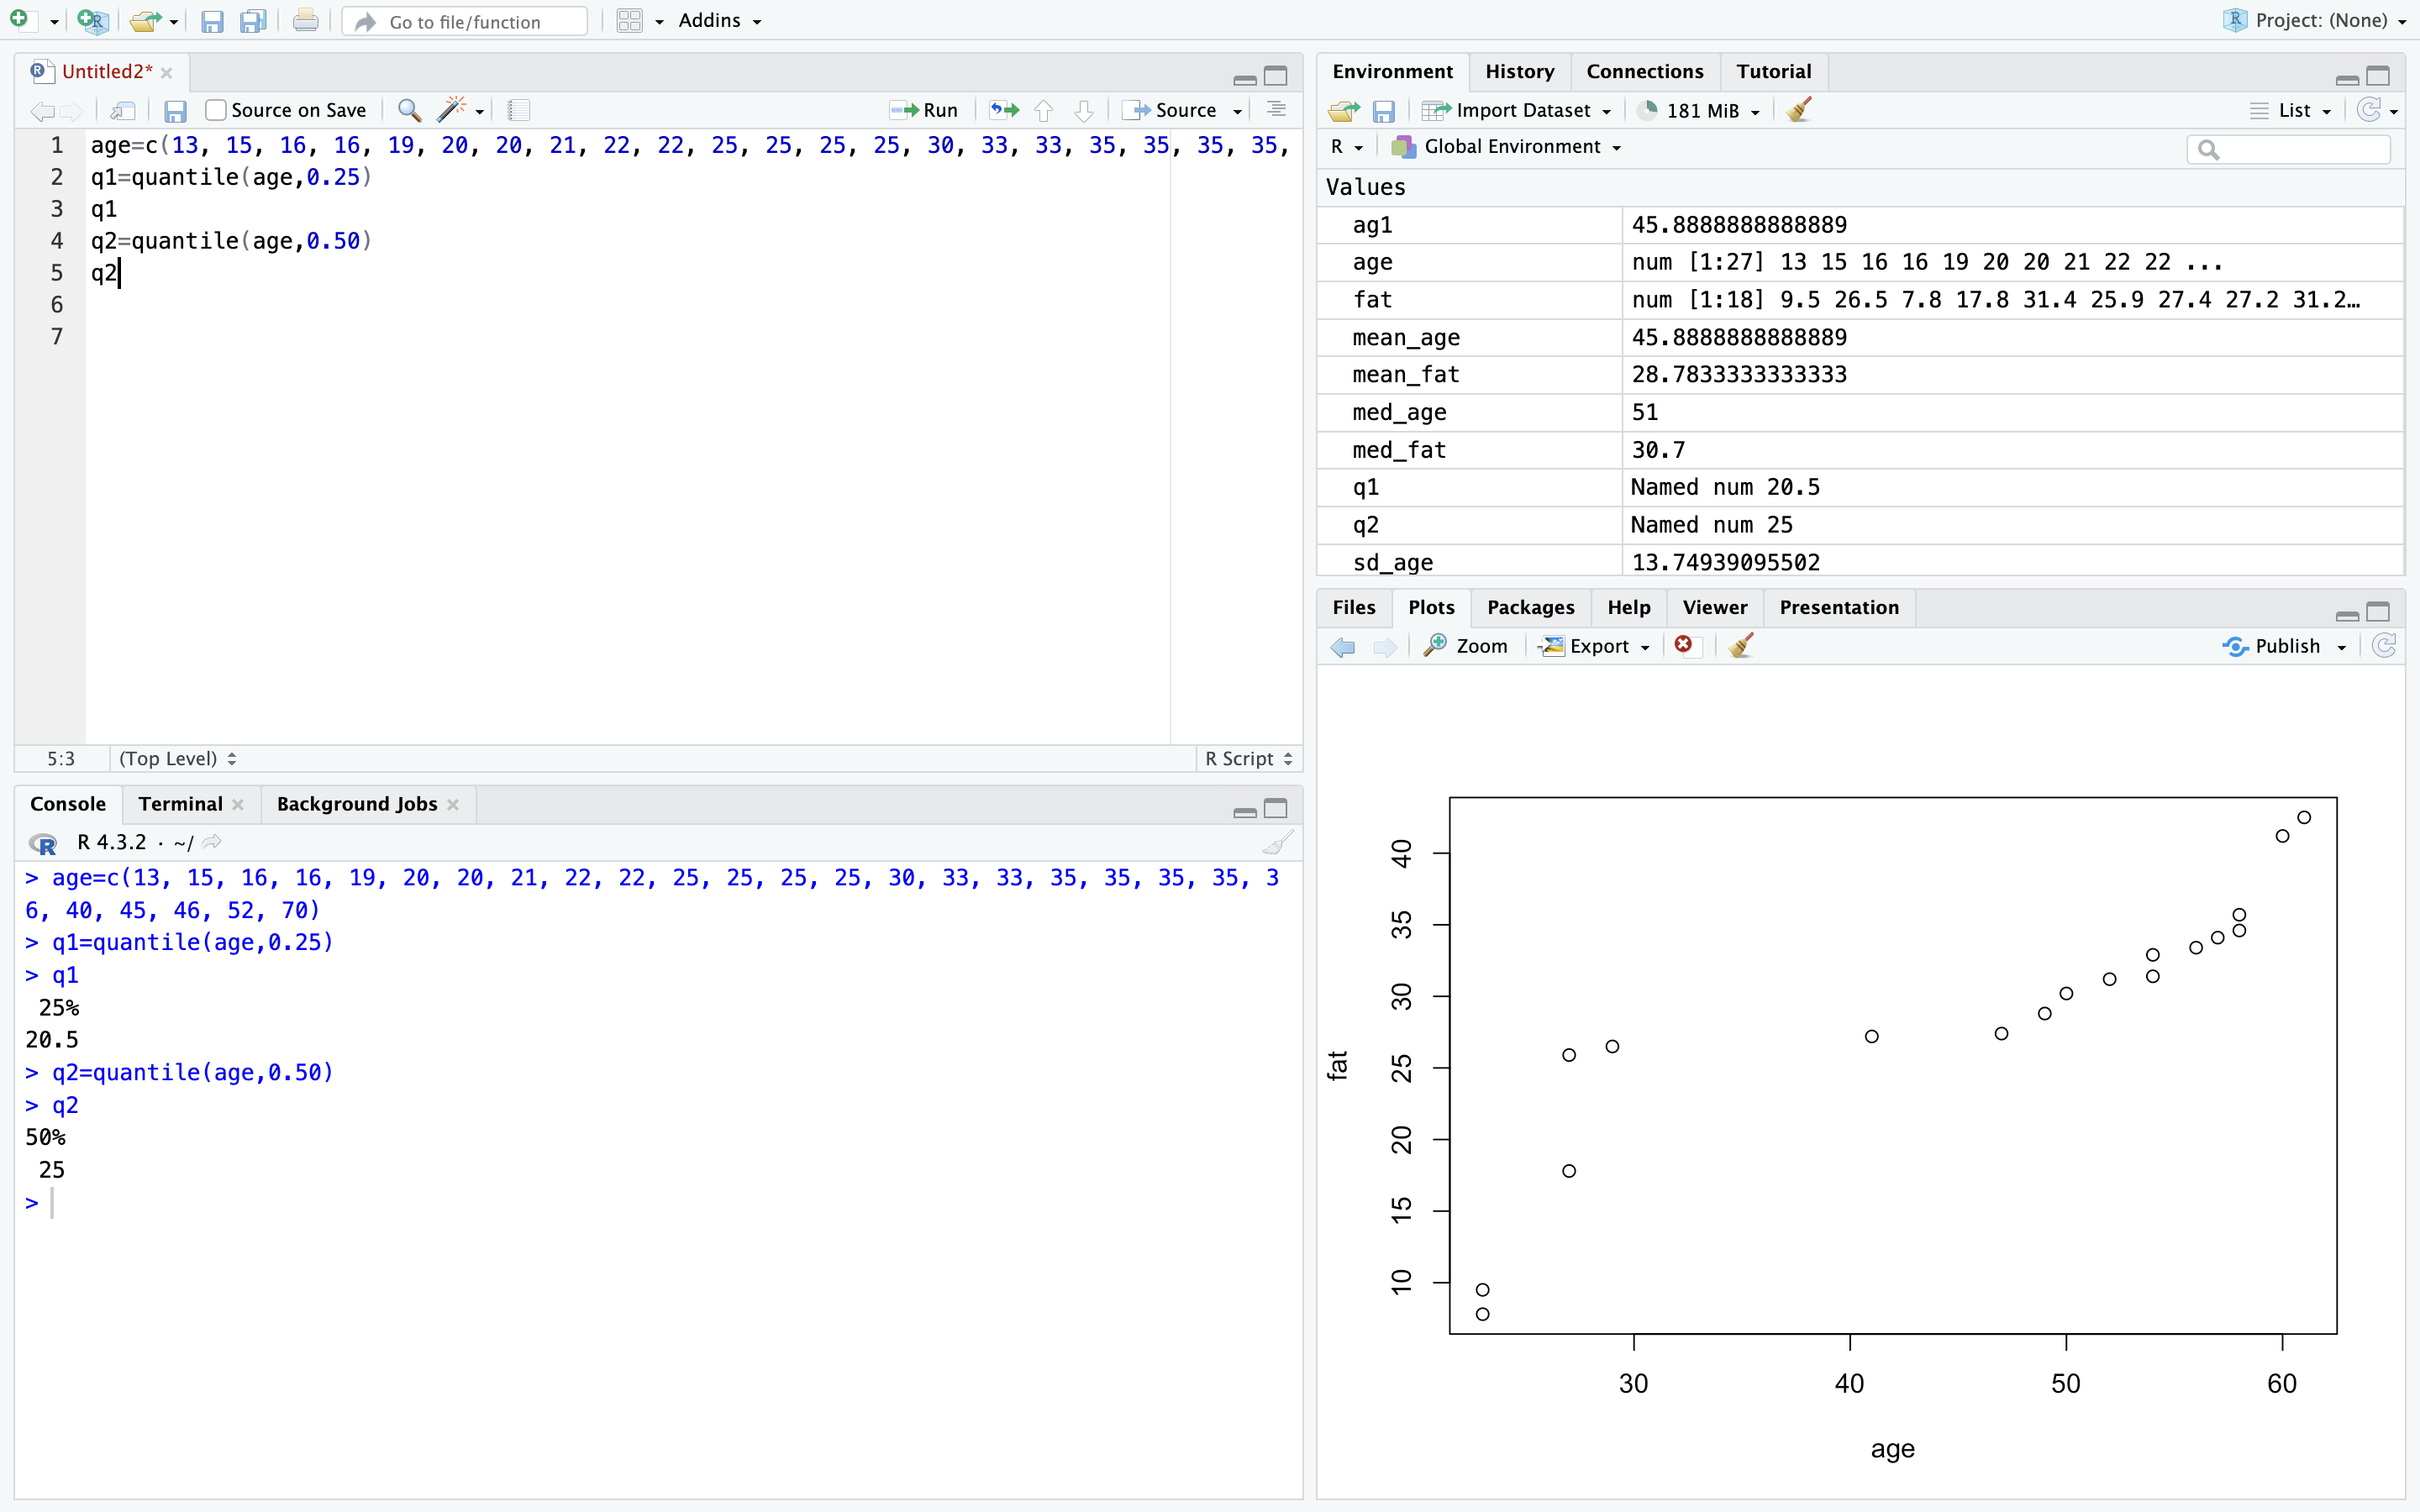 Go to file/function
Addins
Project: (None)
Untitled2*
Source on Save
Run
Source
1 age=c(13, 15, 16, 16, 19, 20, 20, 21, 22, 22, 25, 25, 25, 25, 30, 33, 33, 35, 35, 35, 35,
2 q1=quantile(age,0.25)
3 q1
4 q2=quantile(age,0.50)
5 q2
6
7
5:3 (Top Level) R Script
Console Terminal Background Jobs
R 4.3.2 · ~/
> age=c(13, 15, 16, 16, 19, 20, 20, 21, 22, 22, 25, 25, 25, 25, 30, 33, 33, 35, 35, 35, 35, 3
6, 40, 45, 46, 52, 70)
> q1=quantile(age,0.25)
> q1
25%
20.5
> q2=quantile(age,0.50)
> q2
50%
25
>
Environment History Connections Tutorial
Import Dataset 181 MiB List
R Global Environment
Values
ag1 45.8888888888889
age num [1:27] 13 15 16 16 19 20 20 21 22 22 ...
fat num [1:18] 9.5 26.5 7.8 17.8 31.4 25.9 27.4 27.2 31.2…
mean_age 45.8888888888889
mean_fat 28.7833333333333
med_age 51
med_fat 30.7
q1 Named num 20.5
q2 Named num 25
sd_age 13.74939095502
Files Plots Packages Help Viewer Presentation
Zoom Export Publish
40
35
30
25
20
15
10
fat
30 40 50 60
age